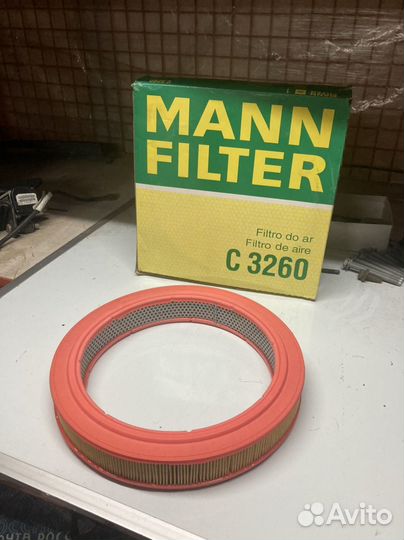 MANN
FILTER
Filtro do ar
Filtro de aire
C 3260
Avito